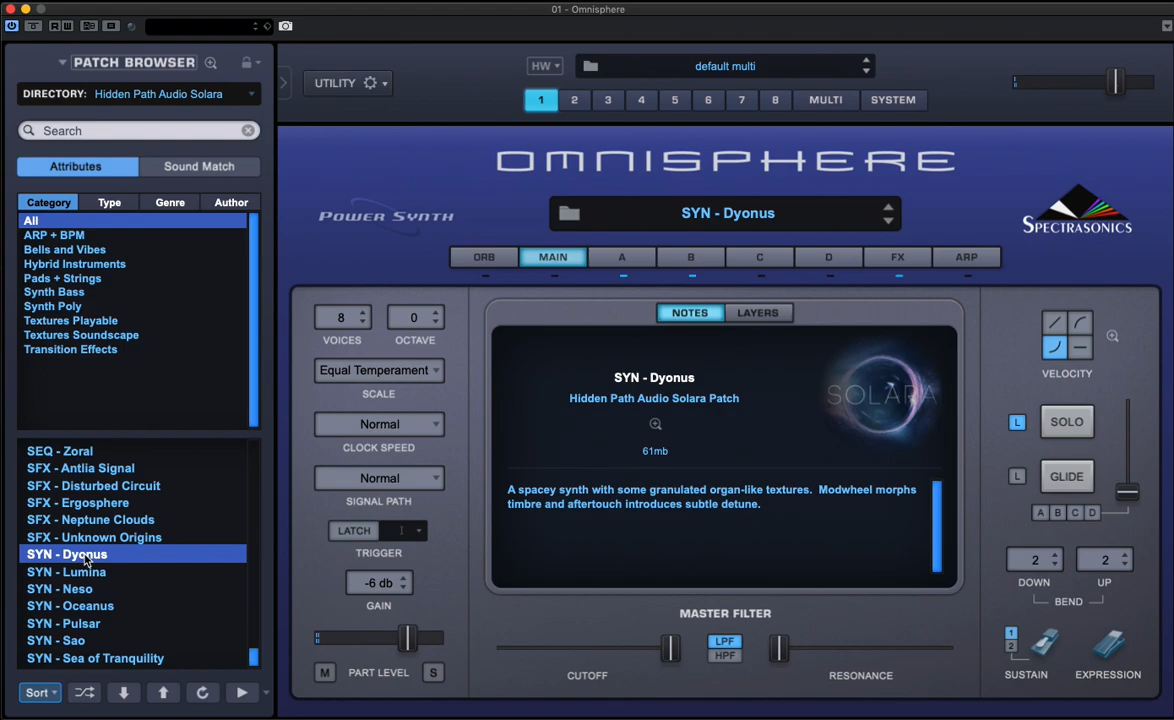 01 - Omnisphere
R W
PATCH BROWSER
DIRECTORY: Hidden Path Audio Solara
Search
Attributes
Sound Match
Category
Type
Genre
Author
All
ARP + BPM
Bells and Vibes
Hybrid Instruments
Pads + Strings
Synth Bass
Synth Poly
Textures Playable
Textures Soundscape
Transition Effects
SEQ - Zoral
SFX - Antlia Signal
SFX - Disturbed Circuit
SFX - Ergosphere
SFX - Neptune Clouds
SFX - Unknown Origins
SYN - Dyonus
SYN - Lumina
SYN - Neso
SYN - Oceanus
SYN - Pulsar
SYN - Sao
SYN - Sea of Tranquility
Sort
UTILITY
HW
default multi
1 2 3 4 5 6 7 8 MULTI SYSTEM
OMNISPHERE
POWER SYNTH
SYN - Dyonus
SPECTRASONICS
ORB MAIN A B C D FX ARP
8
0
VOICES
OCTAVE
Equal Temperament
SCALE
Normal
CLOCK SPEED
Normal
SIGNAL PATH
LATCH
TRIGGER
-6 db
GAIN
M PART LEVEL S
NOTES
LAYERS
SYN - Dyonus
Hidden Path Audio Solara Patch
61mb
SOLARA
A spacey synth with some granulated organ-like textures. Modwheel morphs
timbre and aftertouch introduces subtle detune.
MASTER FILTER
LPF
HPF
CUTOFF
RESONANCE
VELOCITY
L
SOLO
L
GLIDE
A B C D
2
2
DOWN
UP
BEND
1
2
SUSTAIN
EXPRESSION